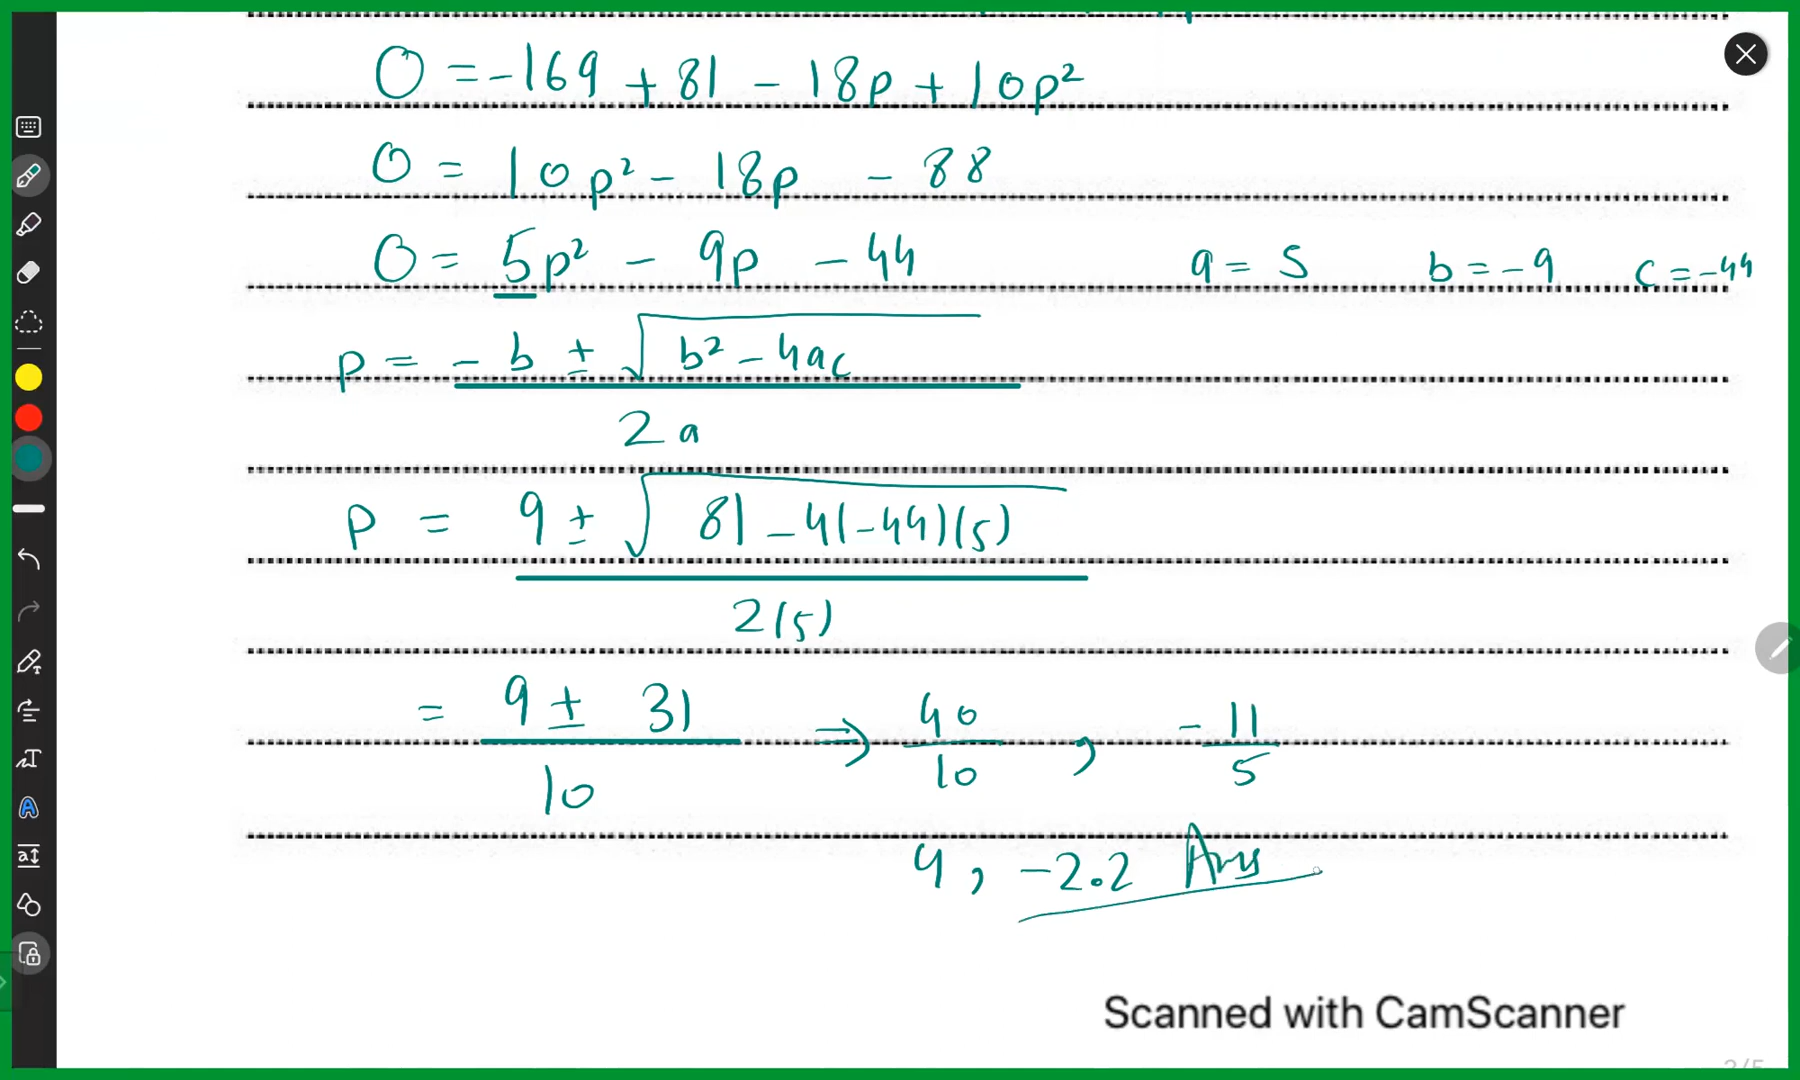 0 = -169 + 81 - 18p + 10p²
0 = 10p² - 18p - 88
0 = 5p² - 9p - 44 a = 5 b = -9 c = -44
p = - b ± √ b² - 4ac
2a
p = 9 ± √ 81 - 4(-44)(5)
2(5)
= 9 ± 31 ⇒ 40 , - 11
10 10 5
4 , -2.2 Ans
Scanned with CamScanner